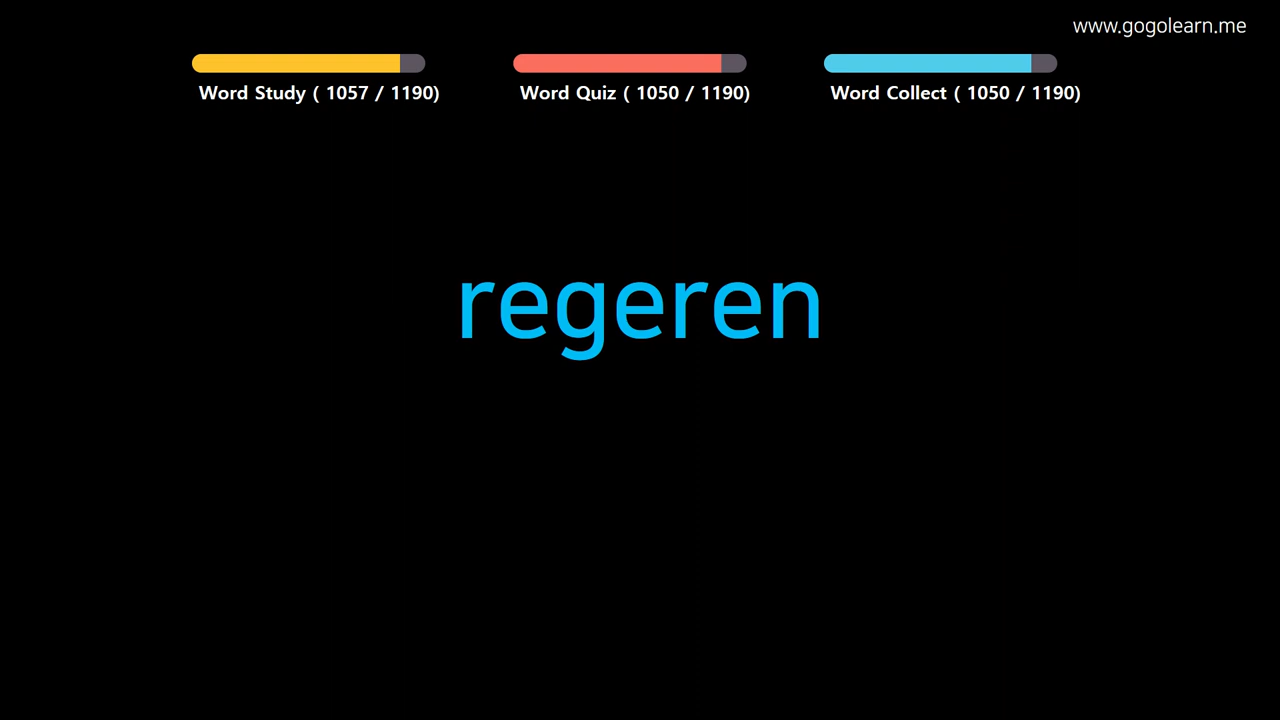 www.gogolearn.me
Word Study ( 1057 / 1190)
Word Quiz ( 1050 / 1190)
Word Collect ( 1050 / 1190)
regeren